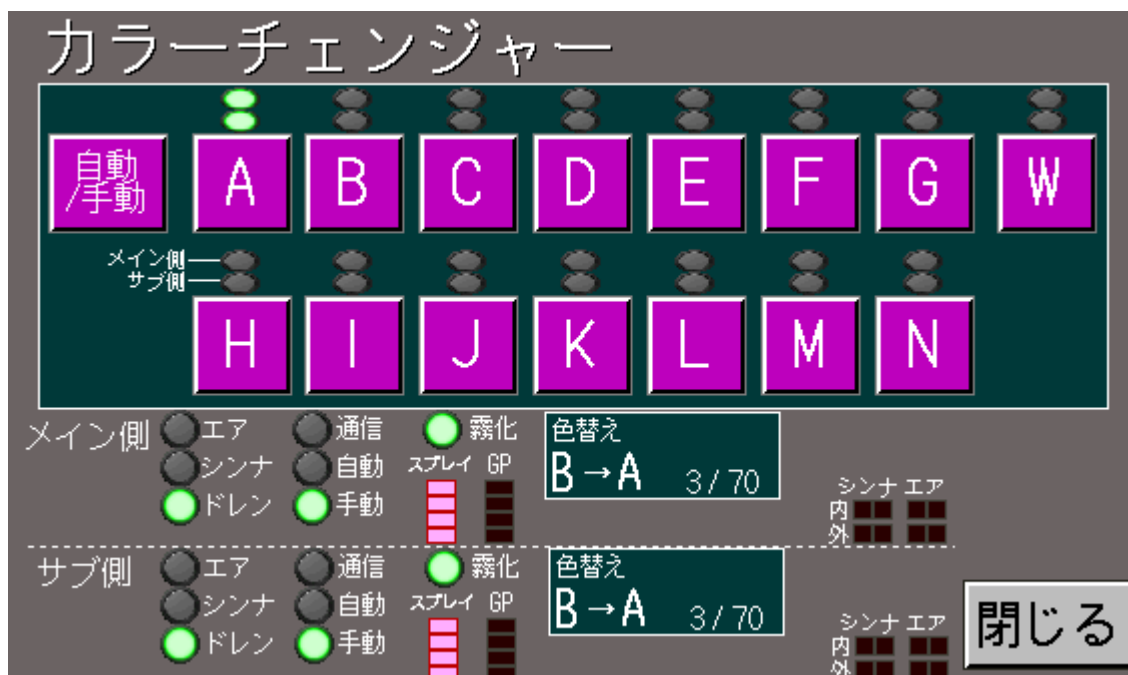 カラーチェンジャー
自動
/手動
A B C D E F G W
メイン側
サブ側
H I J K L M N
メイン側 エア 通信 霧化 色替え
シンナ 自動 スプレイ GP B→A 3/70
ドレン 手動
シンナ エア
内
外
サブ側 エア 通信 霧化 色替え
シンナ 自動 スプレイ GP B→A 3/70
ドレン 手動
シンナ エア
内
外
閉じる